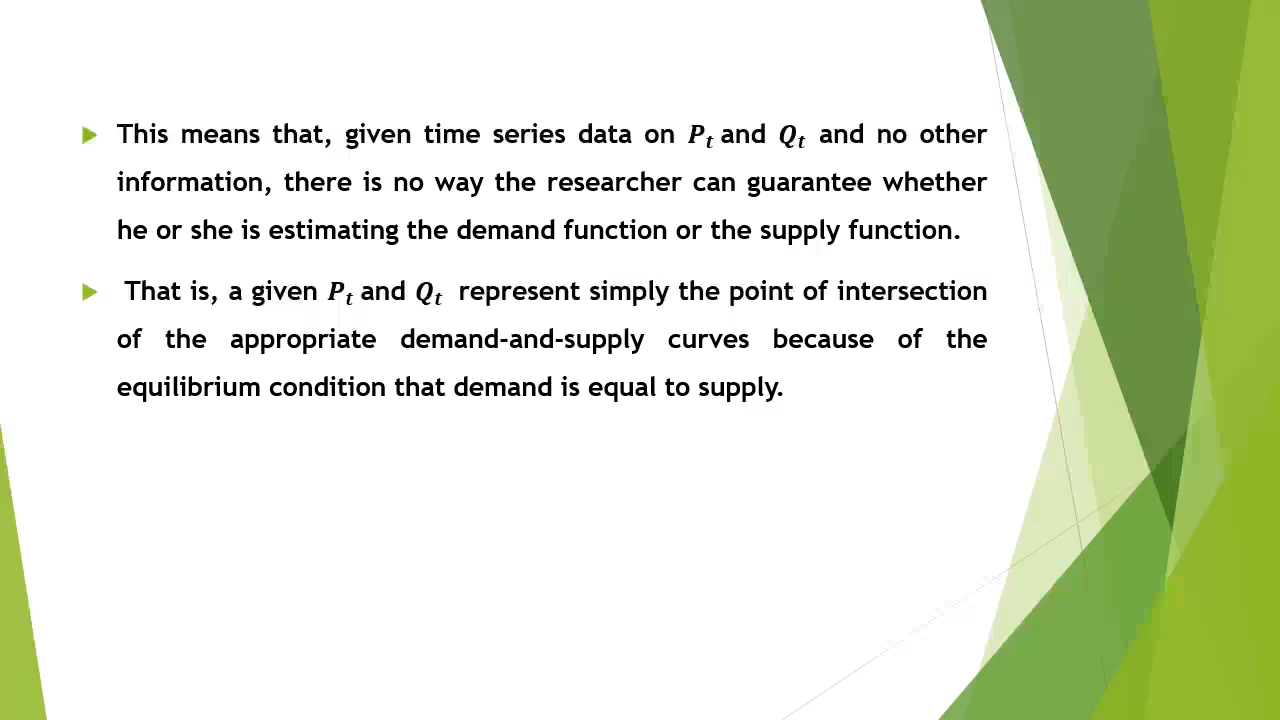 This means that, given time series data on Pₜ and Qₜ and no other
information, there is no way the researcher can guarantee whether
he or she is estimating the demand function or the supply function.
That is, a given Pₜ and Qₜ represent simply the point of intersection
of the appropriate demand-and-supply curves because of the
equilibrium condition that demand is equal to supply.